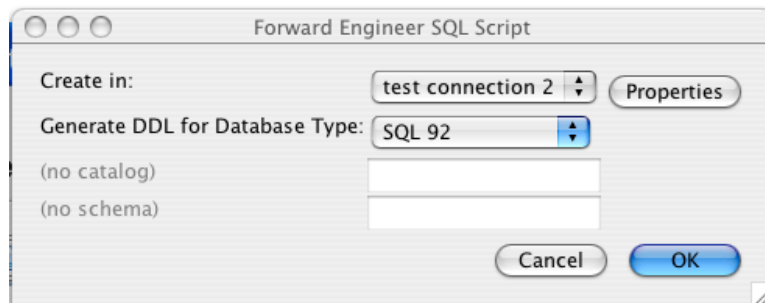 Forward Engineer SQL Script
Create in: test connection 2 Properties
Generate DDL for Database Type: SQL 92
(no catalog)
(no schema)
Cancel OK